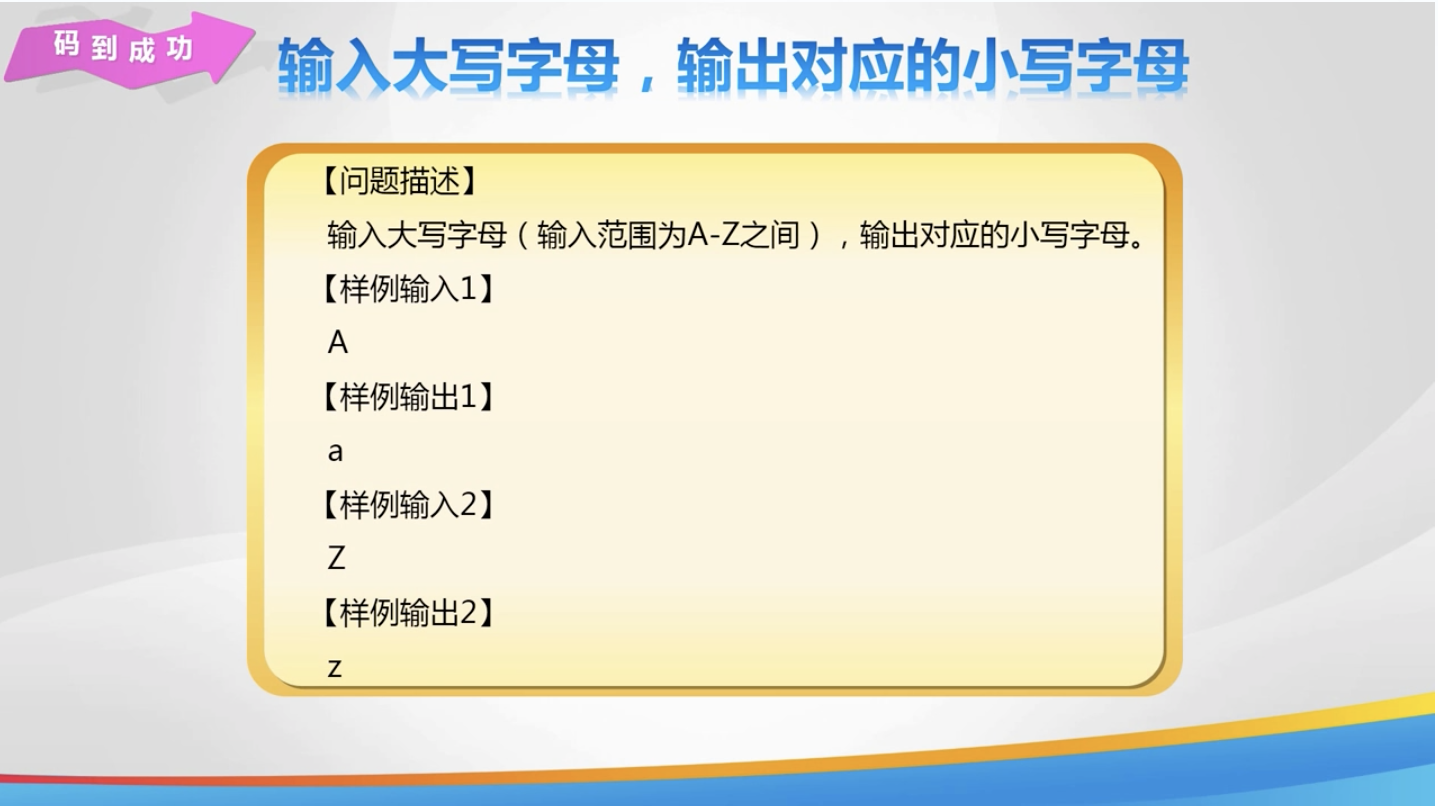 码到成功
输入大写字母，输出对应的小写字母
【问题描述】
输入大写字母（输入范围为A-Z之间），输出对应的小写字母。
【样例输入1】
A
【样例输出1】
a
【样例输入2】
Z
【样例输出2】
z